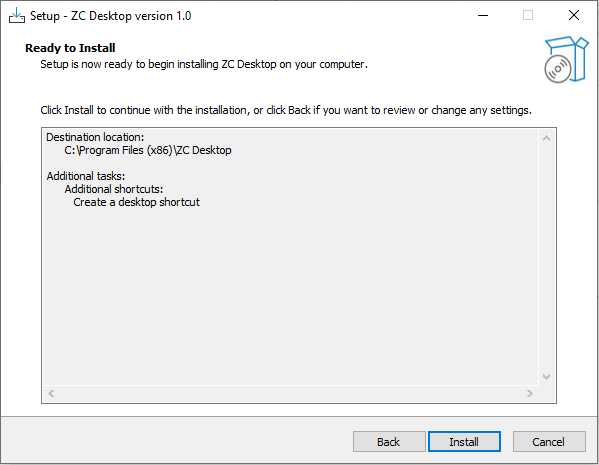 Setup - ZC Desktop version 1.0
Ready to Install
Setup is now ready to begin installing ZC Desktop on your computer.
Click Install to continue with the installation, or click Back if you want to review or change any settings.
Destination location:
C:\Program Files (x86)\ZC Desktop
Additional tasks:
Additional shortcuts:
Create a desktop shortcut
Back
Install
Cancel